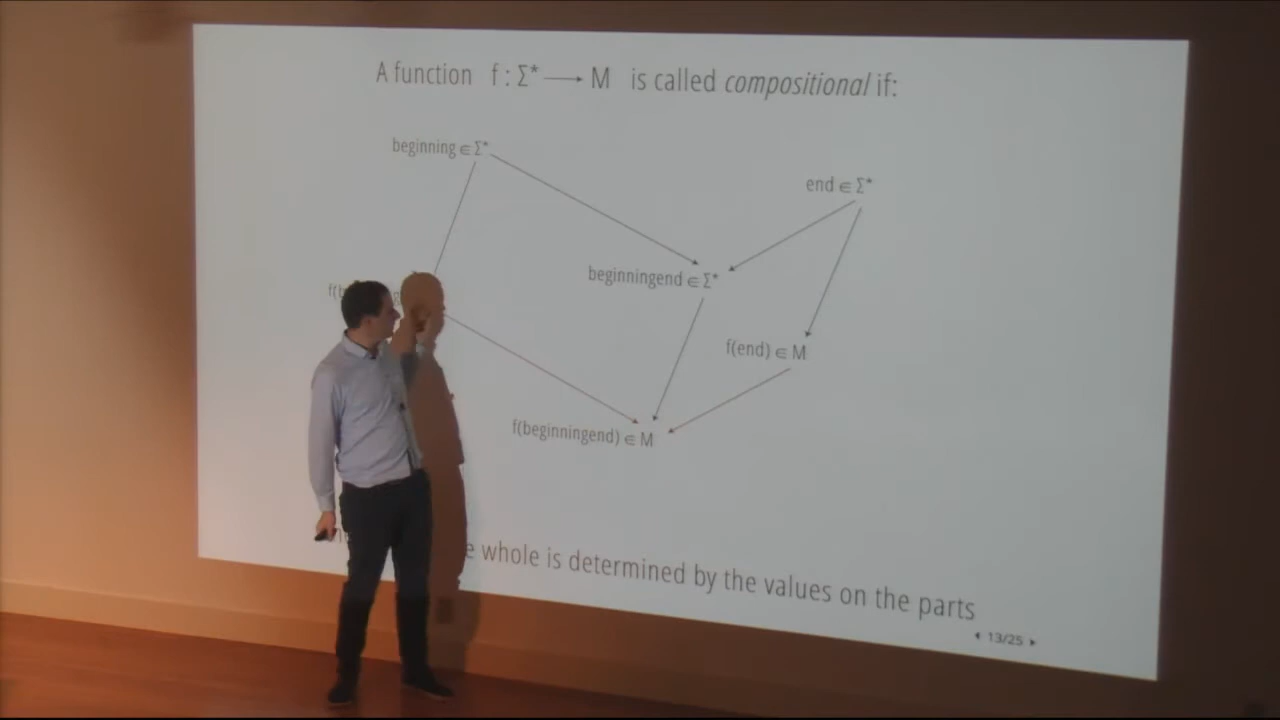 A function f : Σ* ⟶ M is called compositional if:
beginning ∈ Σ*
end ∈ Σ*
beginningend ∈ Σ*
f(end) ∈ M
f(beginningend) ∈ M
whole is determined by the values on the parts
13/25